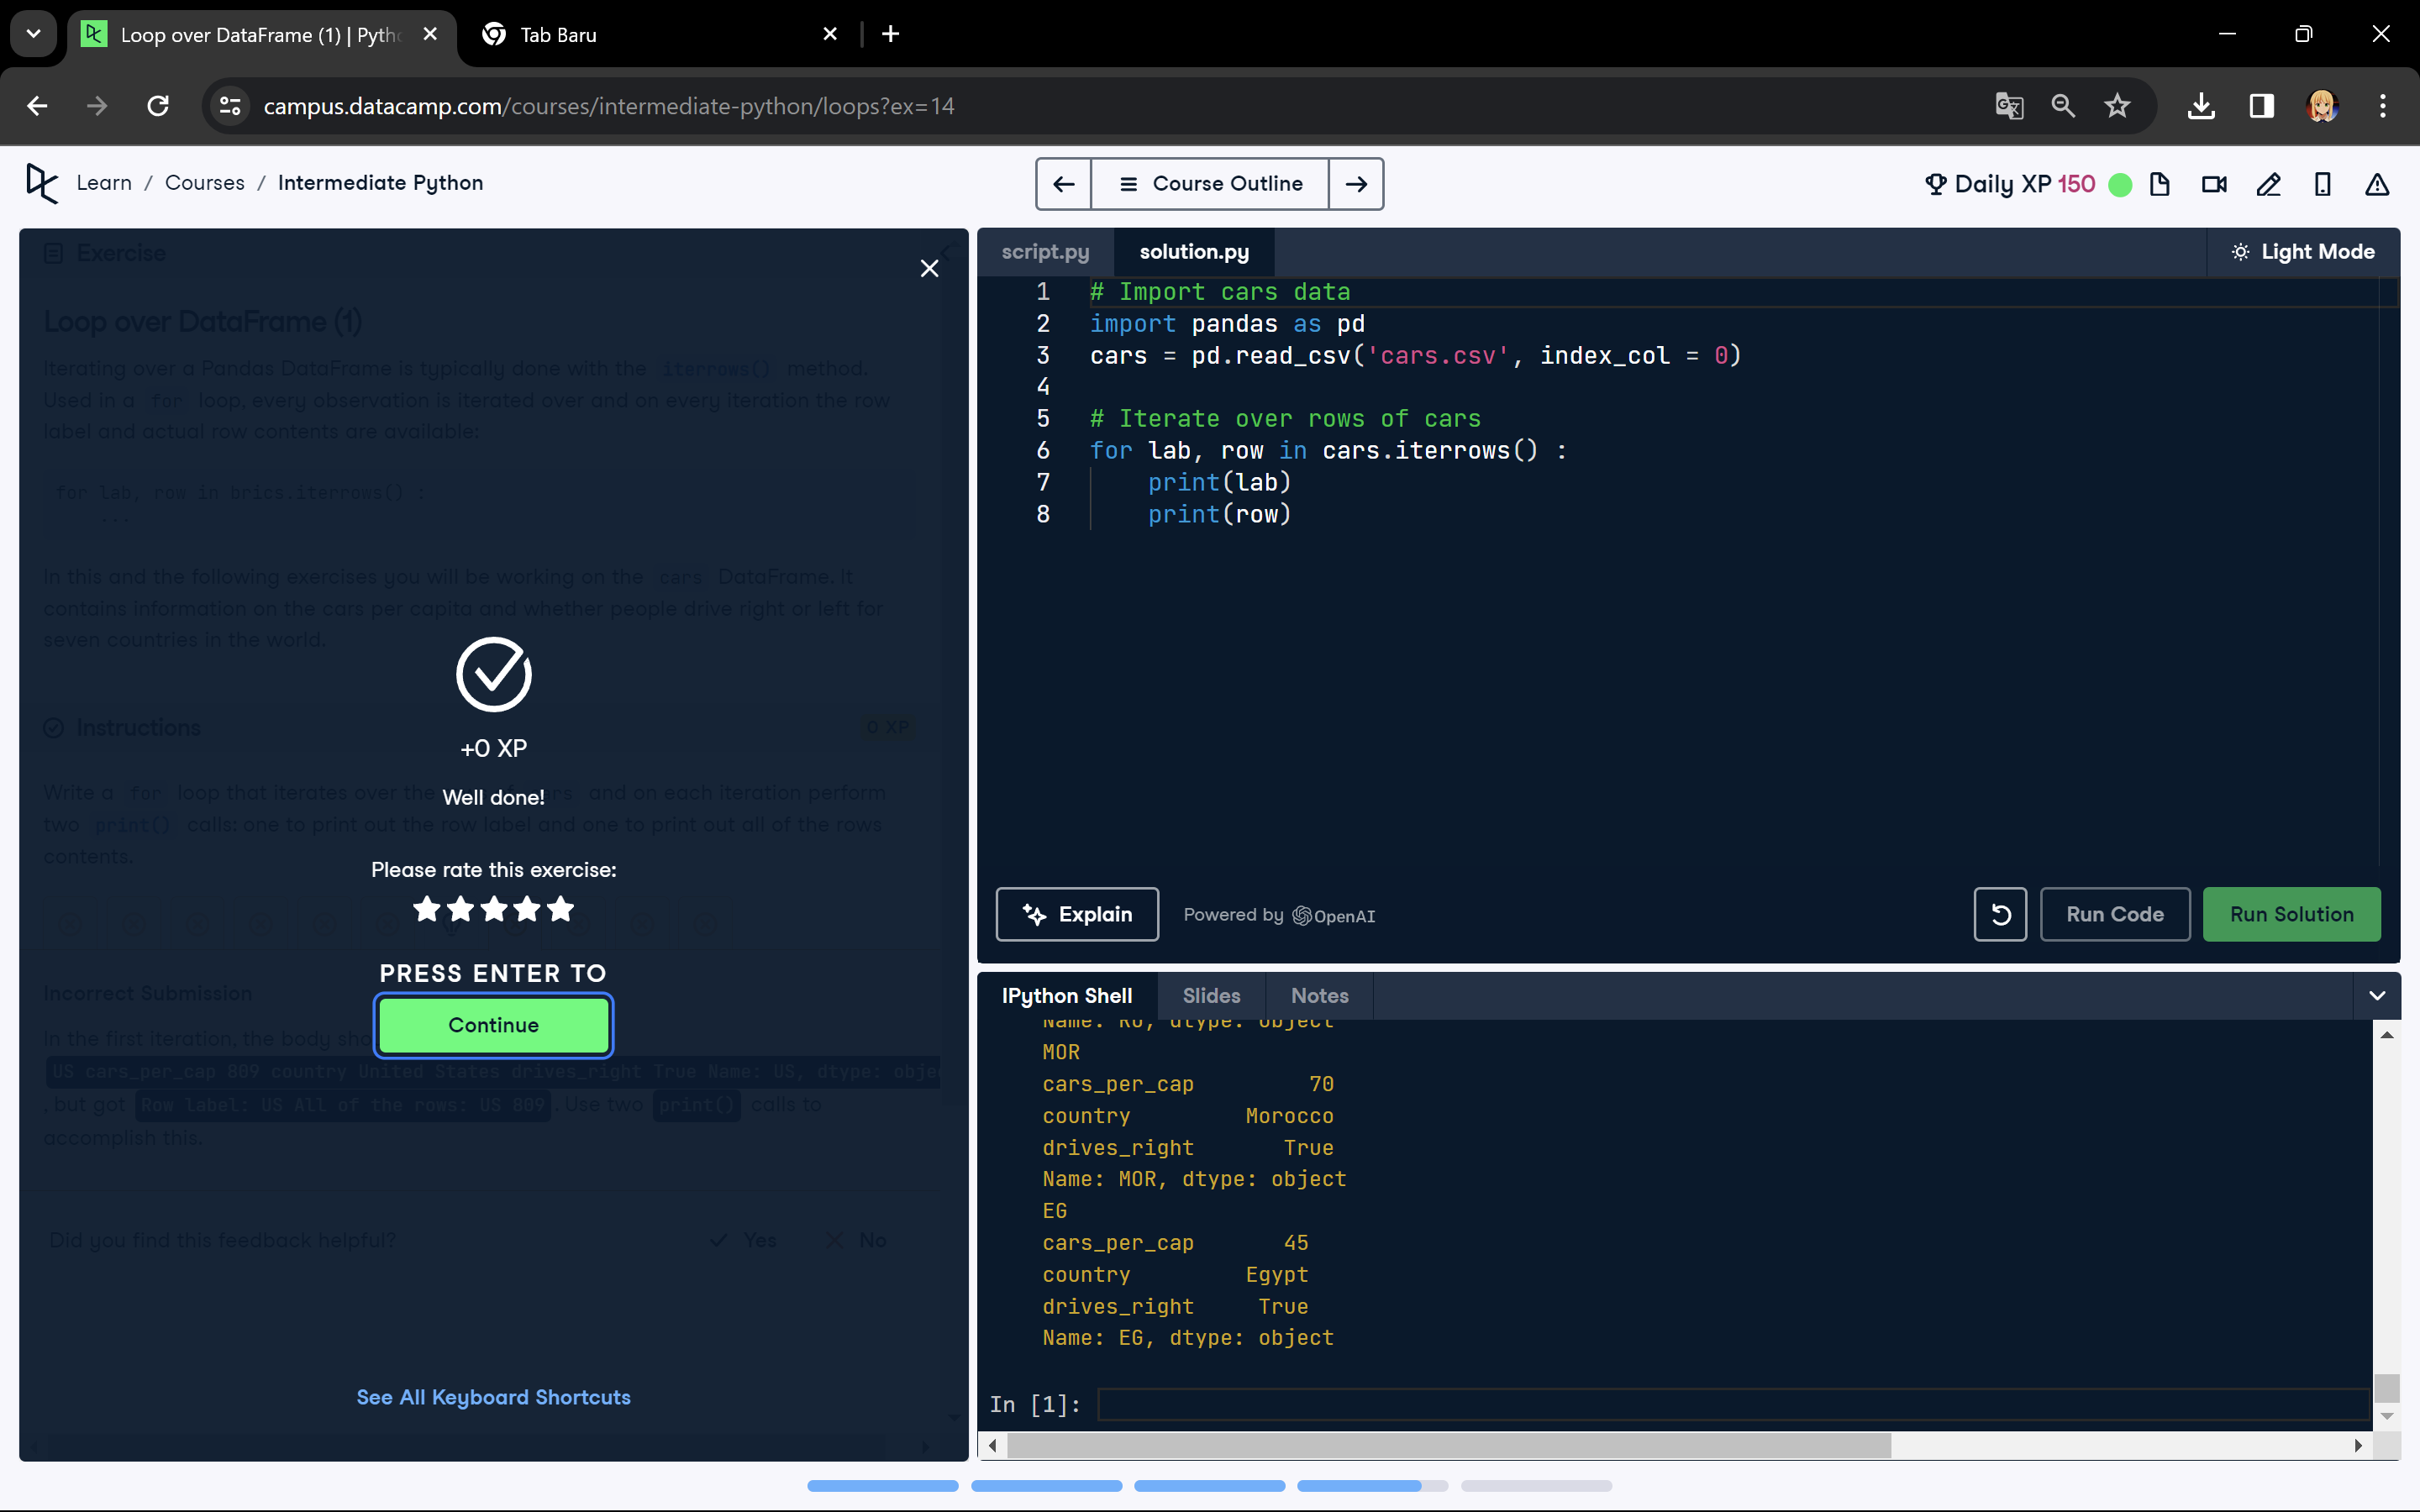 Loop over DataFrame (1) | Pyth
Tab Baru
campus.datacamp.com/courses/intermediate-python/loops?ex=14
Learn / Courses / Intermediate Python
Course Outline
Daily XP 150
Exercise
Loop over DataFrame (1)
Iterating over a Pandas DataFrame is typically done with the iterrows() method.
Used in a for loop, every observation is iterated over and on every iteration the row
label and actual row contents are available:
for lab, row in brics.iterrows() :
...
In this and the following exercises you will be working on the cars DataFrame. It
contains information on the cars per capita and whether people drive right or left for
seven countries in the world.
Instructions
0 XP
+0 XP
Write a for loop that iterates over the cars and on each iteration perform
Well done!
two print() calls: one to print out the row label and one to print out all of the rows
contents.
Please rate this exercise:
PRESS ENTER TO
Continue
Incorrect Submission
In the first iteration, the body sho
US cars_per_cap 809 country United States drives_right True Name: US, dtype: obje
, but got Row label: US All of the rows: US 809 . Use two print() calls to
accomplish this.
Did you find this feedback helpful?
Yes
No
See All Keyboard Shortcuts
script.py
solution.py
Light Mode
1 # Import cars data
2 import pandas as pd
3 cars = pd.read_csv('cars.csv', index_col = 0)
4
5 # Iterate over rows of cars
6 for lab, row in cars.iterrows() :
7 print(lab)
8 print(row)
Explain
Powered by OpenAI
Run Code
Run Solution
IPython Shell
Slides
Notes
Name: RU, dtype: object
MOR
cars_per_cap 70
country Morocco
drives_right True
Name: MOR, dtype: object
EG
cars_per_cap 45
country Egypt
drives_right True
Name: EG, dtype: object
In [1]: